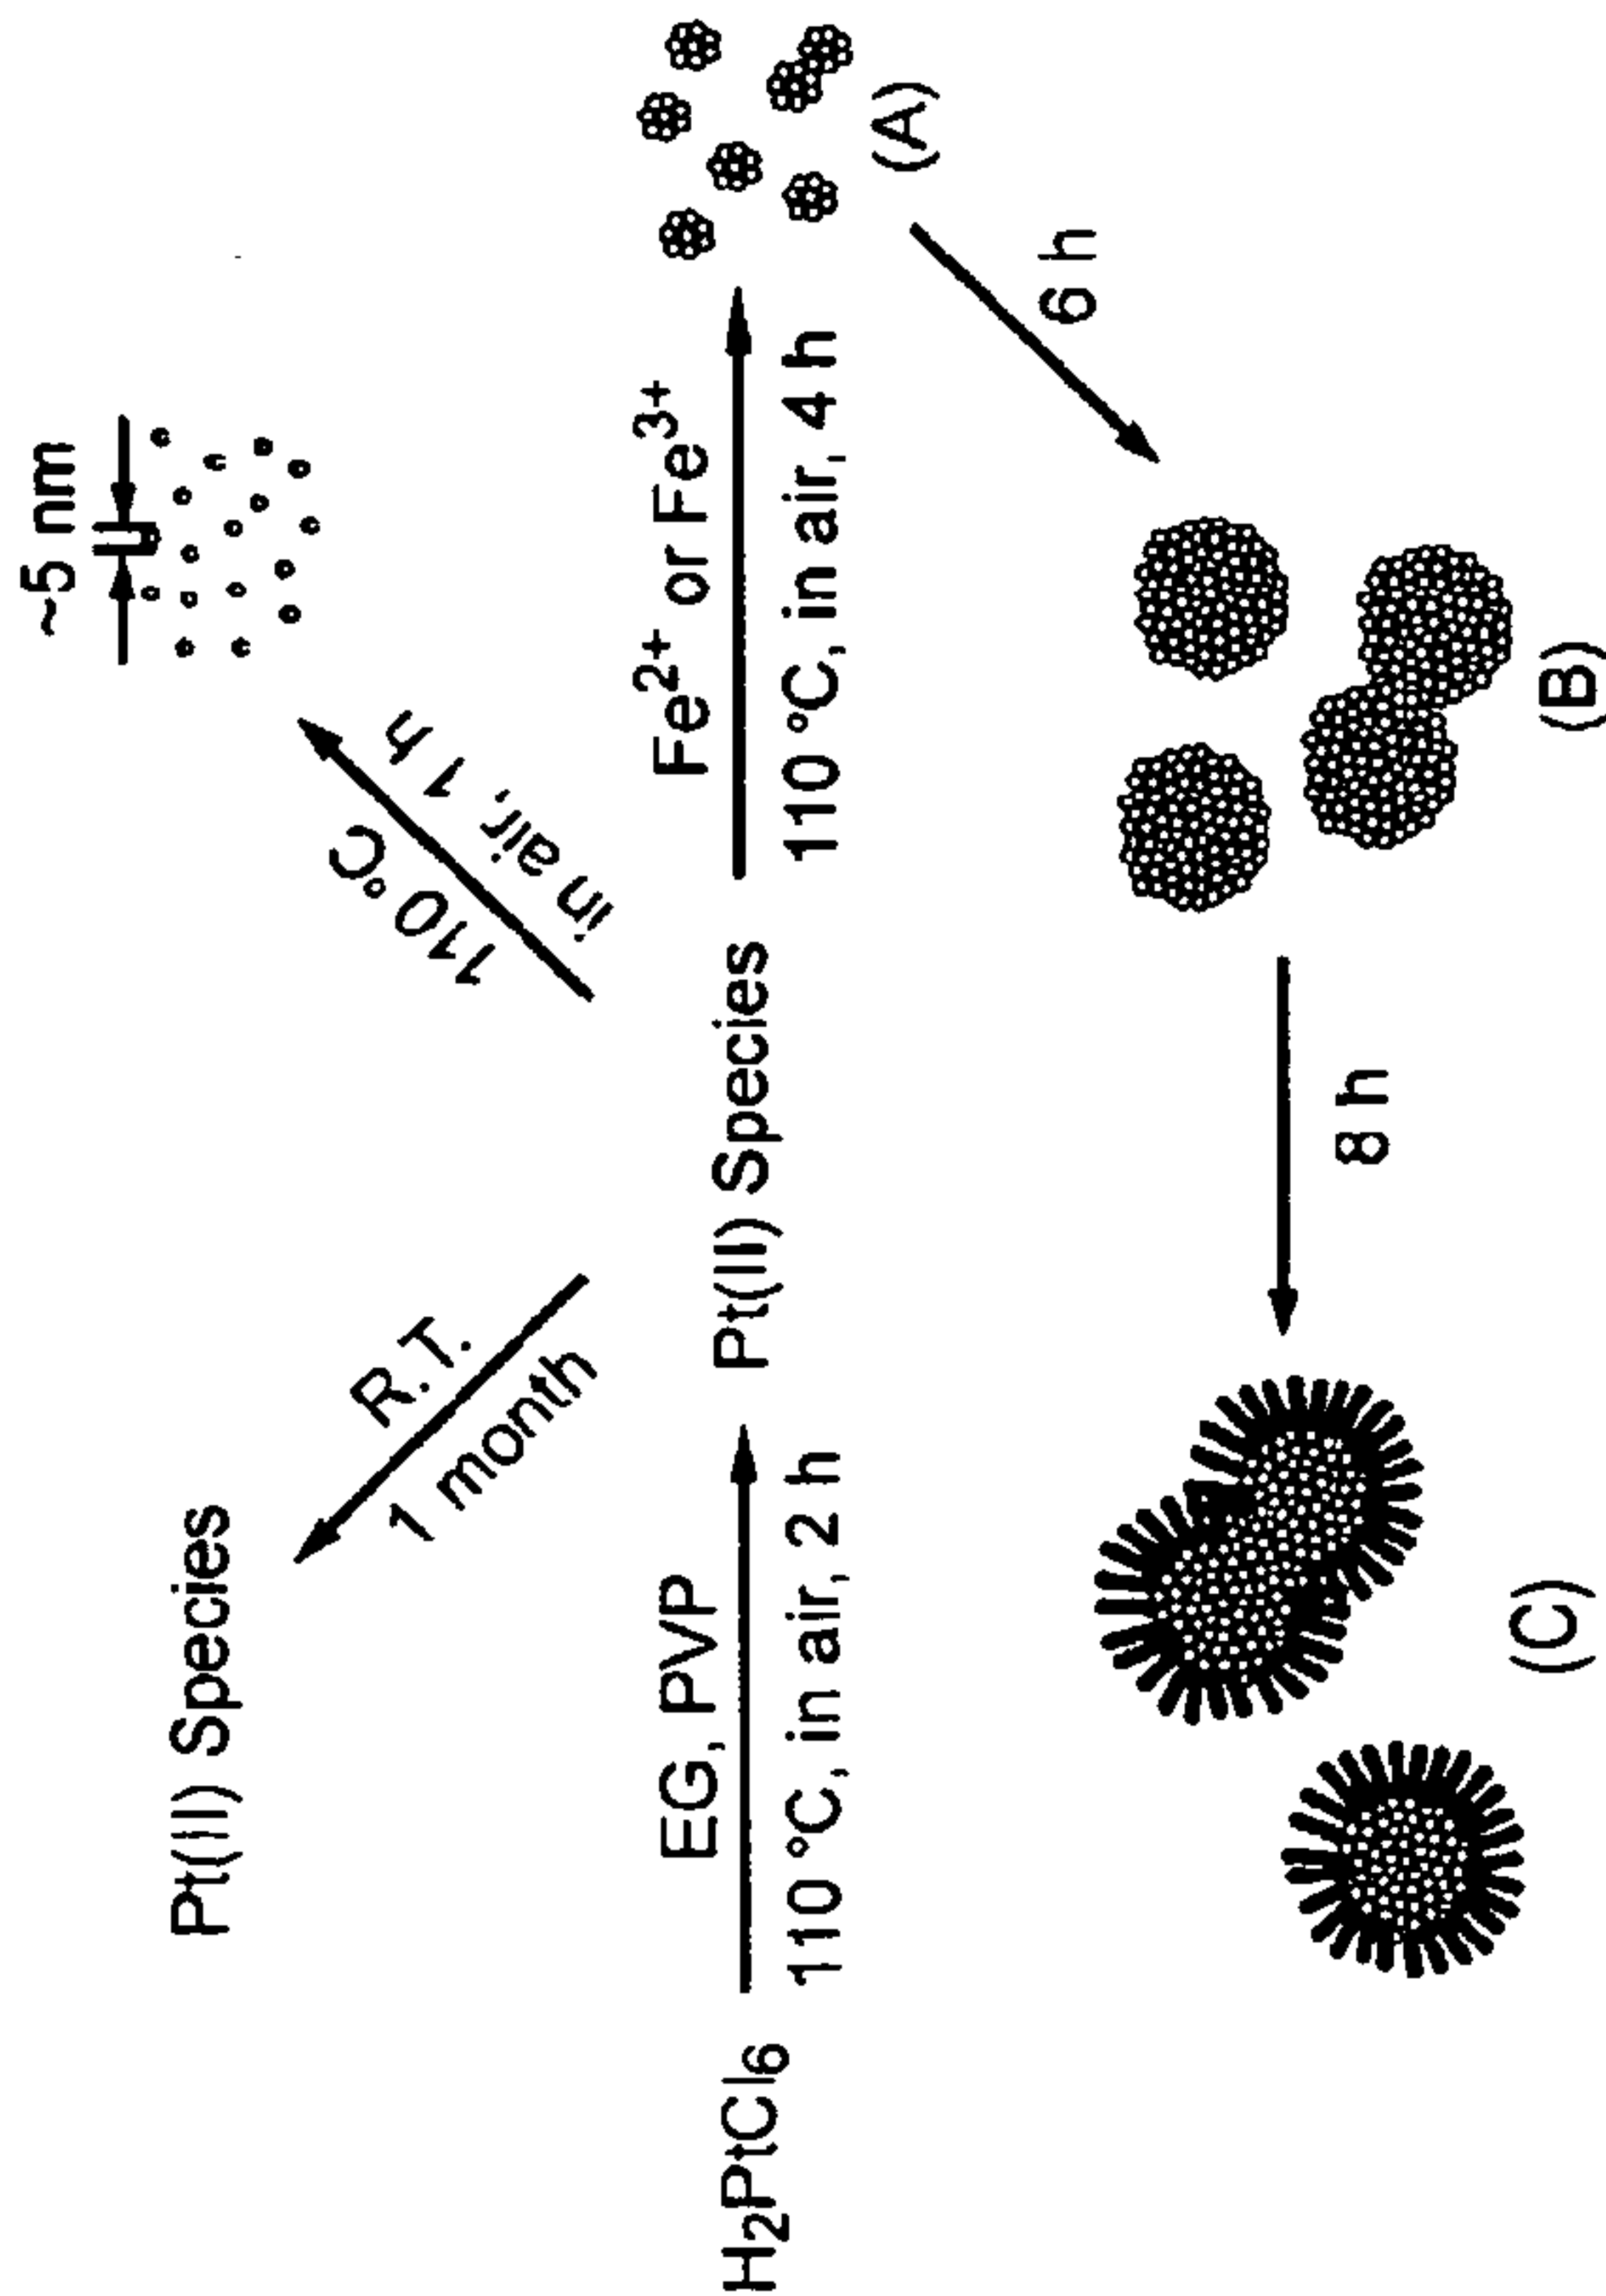 ~5 nm
Pt(II) Species
R.T.
1 month
110 °C
in air, 1 h
EG, PVP
Fe²⁺ or Fe³⁺
H₂PtCl₆
Pt(II) Species
110 °C, in air, 2 h
110 °C, in air, 4 h
(A)
6 h
8 h
(C)
(B)